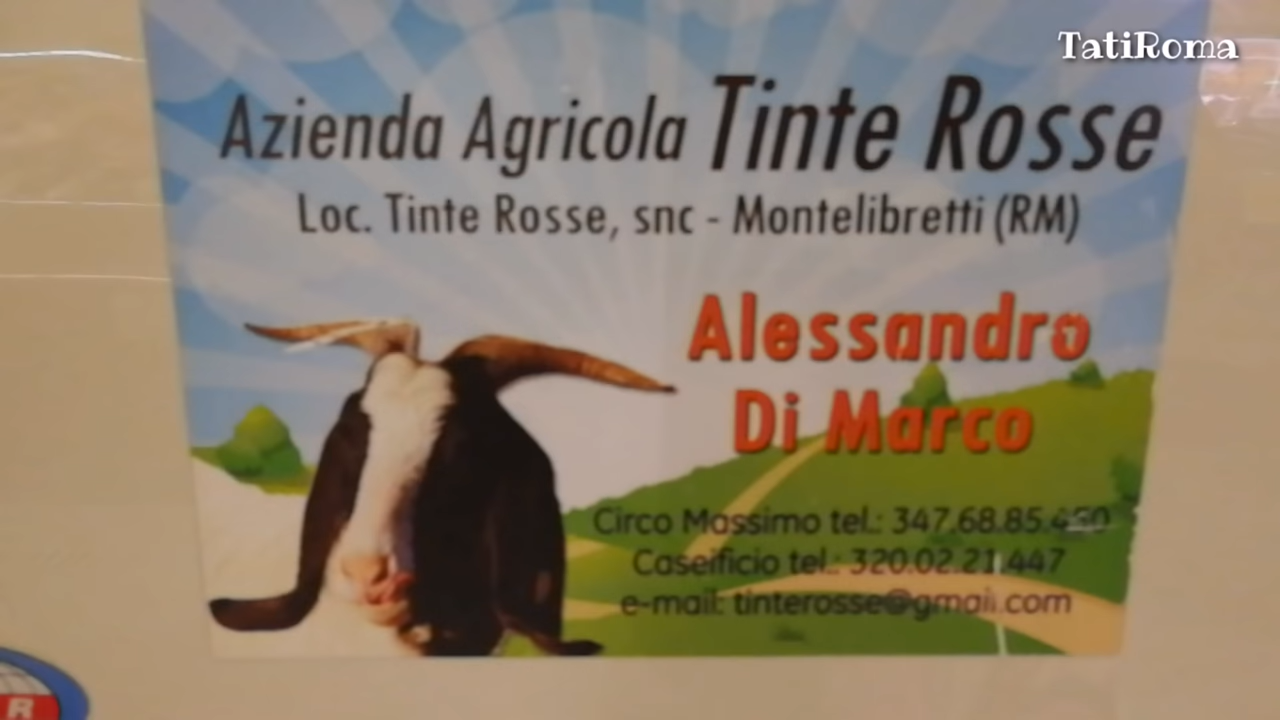 TatiRoma
Azienda Agricola Tinte Rosse
Loc. Tinte Rosse, snc - Montelibretti (RM)
Alessandro
Di Marco
Circo Massimo tel.:
Caseificio tel.: 320.02.21.447
e-mail: tinterosse@gmail.com
R